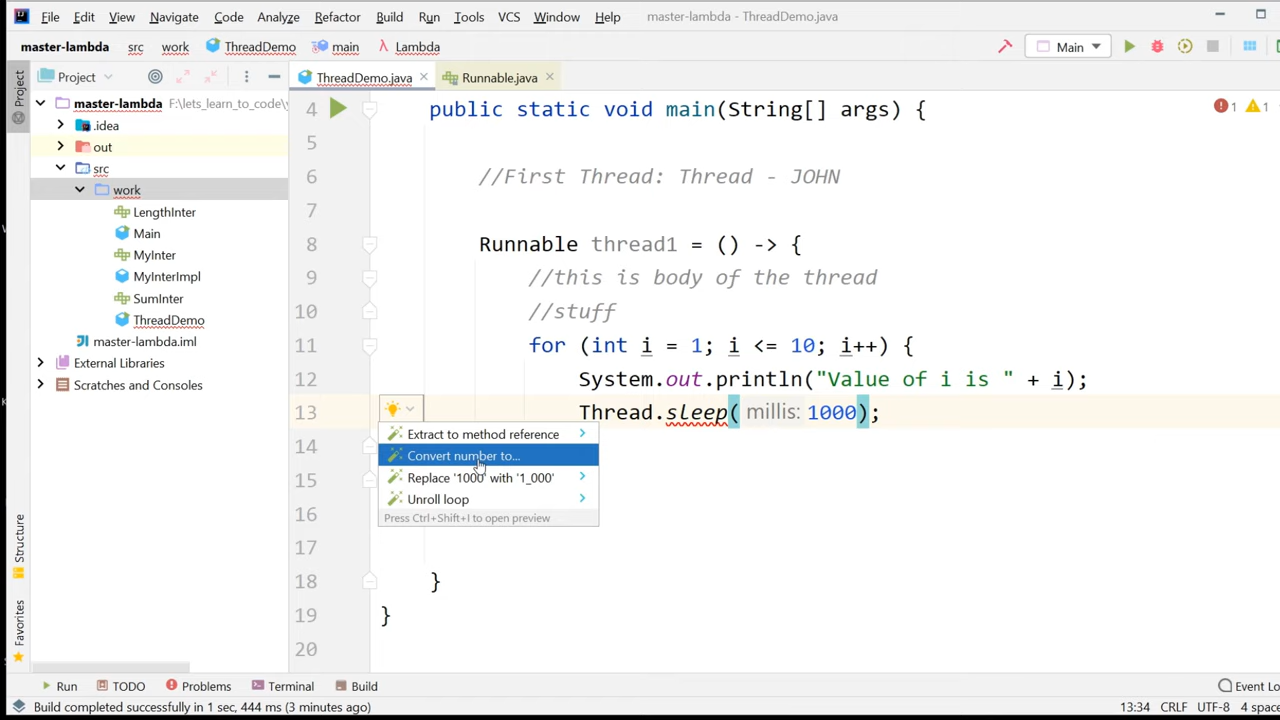 File Edit View Navigate Code Analyze Refactor Build Run Tools VCS Window Help master-lambda - ThreadDemo.java
master-lambda src work ThreadDemo main Lambda Main
Project Project ThreadDemo.java Runnable.java
master-lambda F:\lets_learn_to_code\y
.idea
out
src
work
LengthInter
Main
MyInter
MyInterImpl
SumInter
ThreadDemo
master-lambda.iml
External Libraries
Scratches and Consoles
Structure
Favorites
1 1
4 public static void main(String[] args) {
5
6 //First Thread: Thread - JOHN
7
8 Runnable thread1 = () -> {
9 //this is body of the thread
10 //stuff
11 for (int i = 1; i <= 10; i++) {
12 System.out.println("Value of i is " + i);
13 Thread.sleep( millis: 1000);
14
15
16
17
18 }
19 }
20
Extract to method reference
Convert number to...
Replace '1000' with '1_000'
Unroll loop
Press Ctrl+Shift+I to open preview
Run TODO Problems Terminal Build Event Lo
Build completed successfully in 1 sec, 444 ms (3 minutes ago) 13:34 CRLF UTF-8 4 space